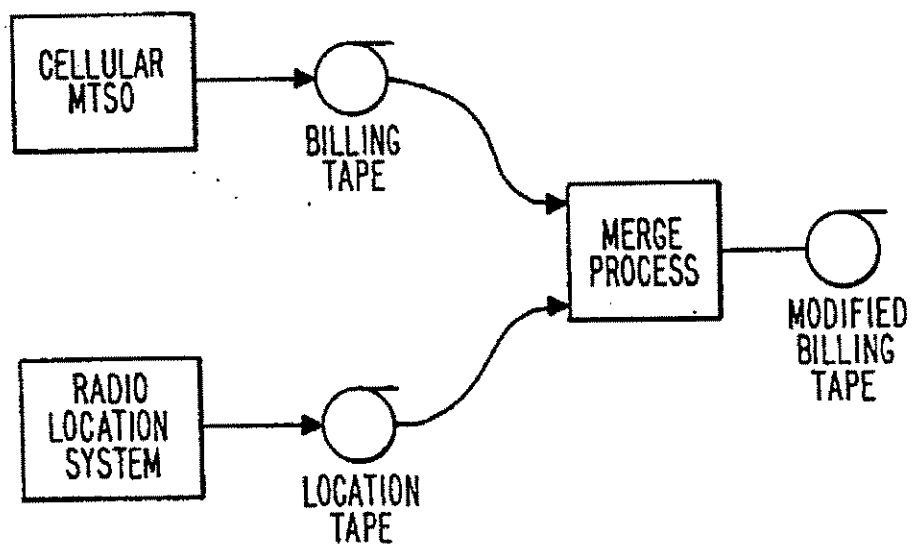 CELLULAR
MTSO
BILLING
TAPE
MERGE
PROCESS
MODIFIED
BILLING
TAPE
RADIO
LOCATION
SYSTEM
LOCATION
TAPE